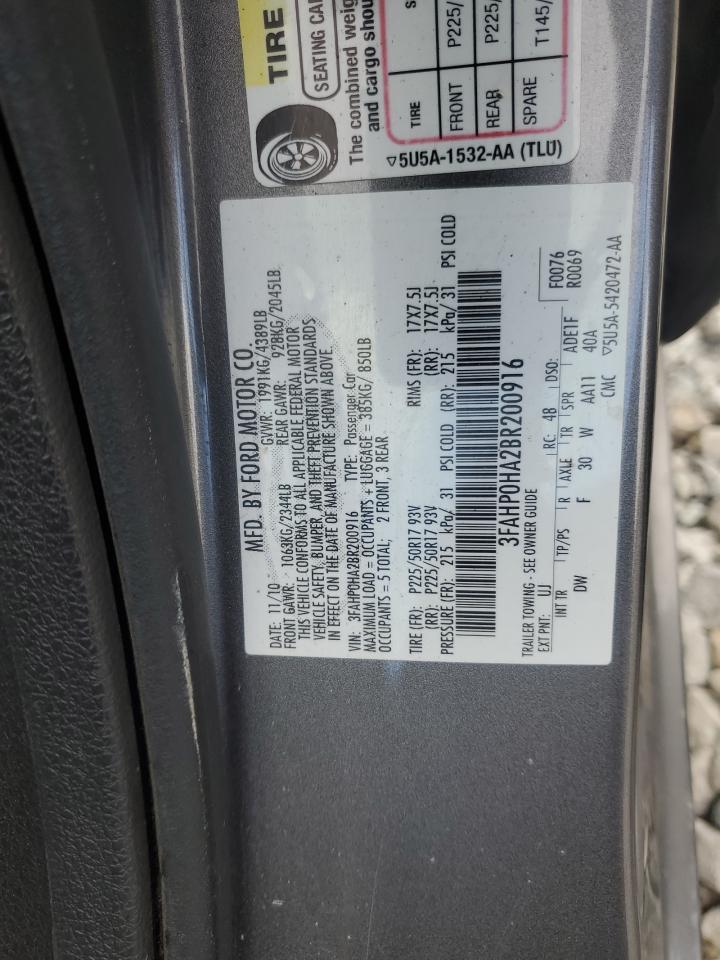 TIRE
SEATING CAP
The combined weig
and cargo shou
TIRE S
FRONT P225/
REAR P225/
SPARE T145/
▽5U5A-1532-AA (TLU)
MFD. BY FORD MOTOR CO.
DATE: 11/10 GVWR: 1991KG/4389LB
FRONT GAWR: 1063KG/2344LB REAR GAWR: 928KG/2045LB
THIS VEHICLE CONFORMS TO ALL APPLICABLE FEDERAL MOTOR
VEHICLE SAFETY, BUMPER, AND THEFT PREVENTION STANDARDS
IN EFFECT ON THE DATE OF MANUFACTURE SHOWN ABOVE
VIN: 3FAHP0HA2BR200916 TYPE: Passenger Car
MAXIMUM LOAD = OCCUPANTS + LUGGAGE = 385KG/ 850LB
OCCUPANTS = 5 TOTAL; 2 FRONT, 3 REAR
TIRE (FR): P225/50R17 93V RIMS (FR): 17X7.5J
(RR): P225/50R17 93V (RR): 17X7.5J
PRESSURE (FR): 215 kPa/ 31 PSI COLD (RR): 215 kPa/ 31 PSI COLD
3FAHP0HA2BR200916
TRAILER TOWING - SEE OWNER GUIDE F0076
EXT PNT: UJ RC: 4B DSO: R0069
INT TR TP/PS R AXLE TR SPR ADE1F
DW F 30 W AA11 40A
CMC ▽5U5A-5420472-AA